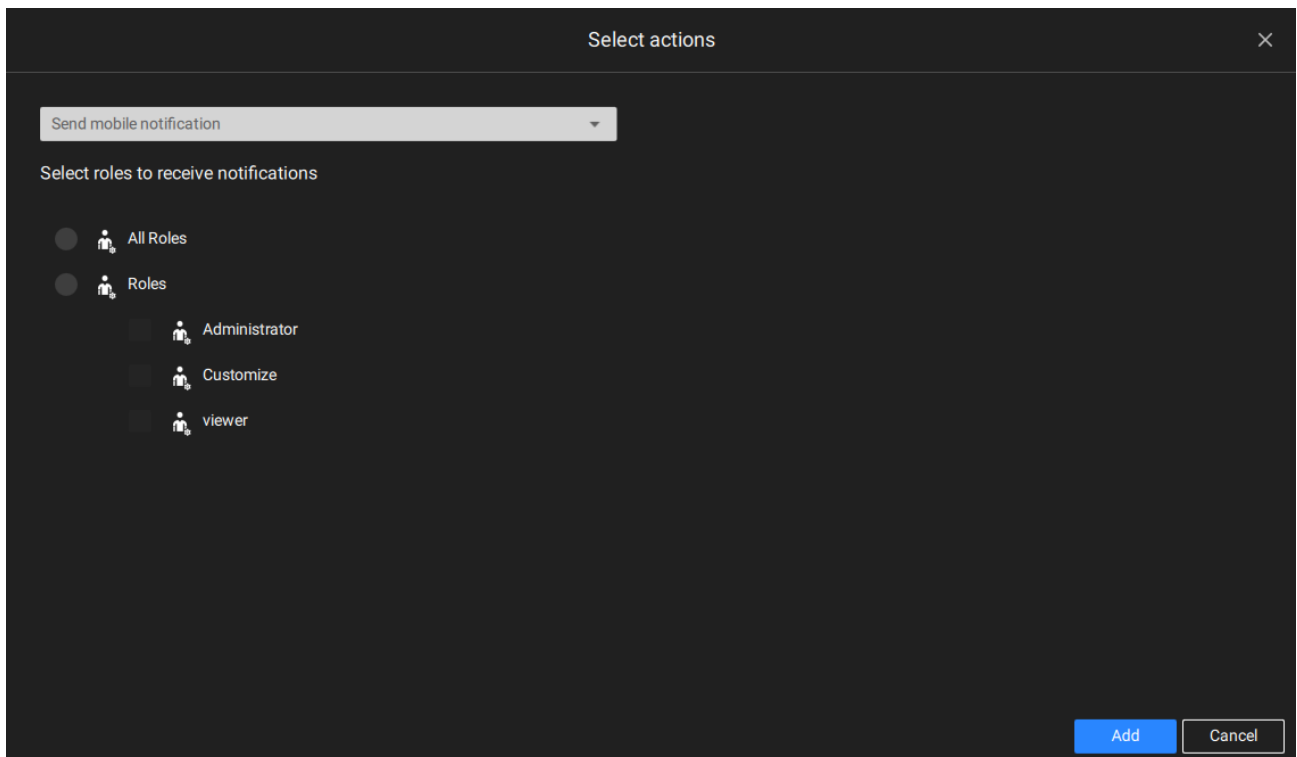 Select actions
Send mobile notification
Select roles to receive notifications
All Roles
Roles
Administrator
Customize
viewer
Add Cancel